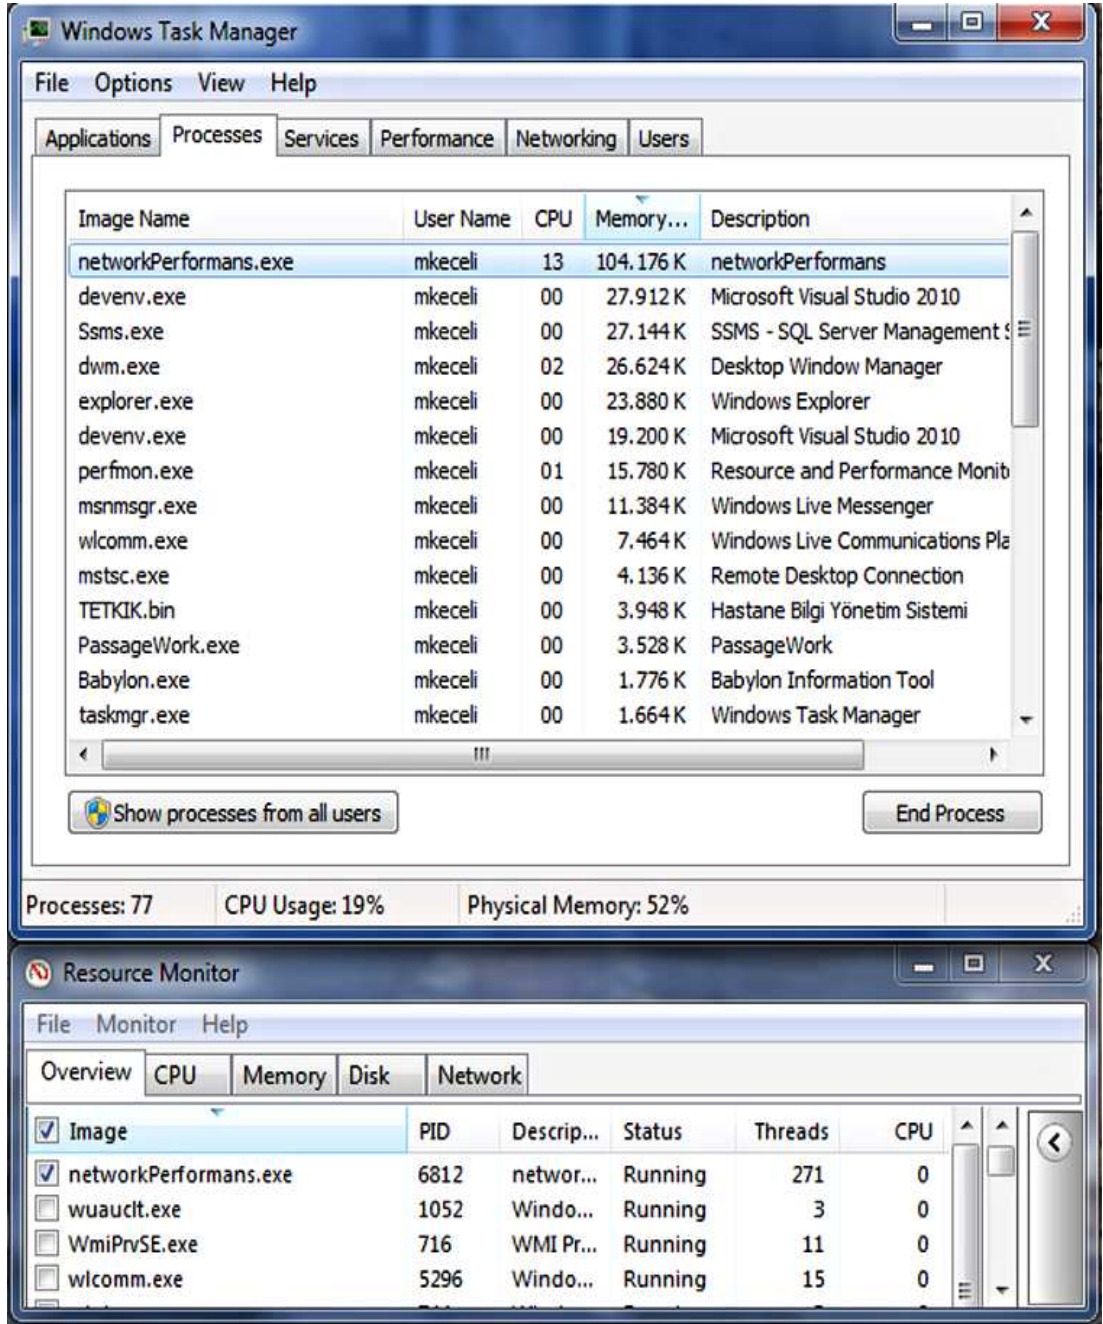 Windows Task Manager
File Options View Help
Applications Processes Services Performance Networking Users
Image Name User Name CPU Memory... Description
networkPerformans.exe mkeceli 13 104.176 K networkPerformans
devenv.exe mkeceli 00 27.912 K Microsoft Visual Studio 2010
Ssms.exe mkeceli 00 27.144 K SSMS - SQL Server Management S
dwm.exe mkeceli 02 26.624 K Desktop Window Manager
explorer.exe mkeceli 00 23.880 K Windows Explorer
devenv.exe mkeceli 00 19.200 K Microsoft Visual Studio 2010
perfmon.exe mkeceli 01 15.780 K Resource and Performance Monit
msnmsgr.exe mkeceli 00 11.384 K Windows Live Messenger
wlcomm.exe mkeceli 00 7.464 K Windows Live Communications Pla
mstsc.exe mkeceli 00 4.136 K Remote Desktop Connection
TETKIK.bin mkeceli 00 3.948 K Hastane Bilgi Yönetim Sistemi
PassageWork.exe mkeceli 00 3.528 K PassageWork
Babylon.exe mkeceli 00 1.776 K Babylon Information Tool
taskmgr.exe mkeceli 00 1.664 K Windows Task Manager
Show processes from all users End Process
Processes: 77 CPU Usage: 19% Physical Memory: 52%
Resource Monitor
File Monitor Help
Overview CPU Memory Disk Network
Image PID Descrip... Status Threads CPU
networkPerformans.exe 6812 networ... Running 271 0
wuauclt.exe 1052 Windo... Running 3 0
WmiPrvSE.exe 716 WMI Pr... Running 11 0
wlcomm.exe 5296 Windo... Running 15 0